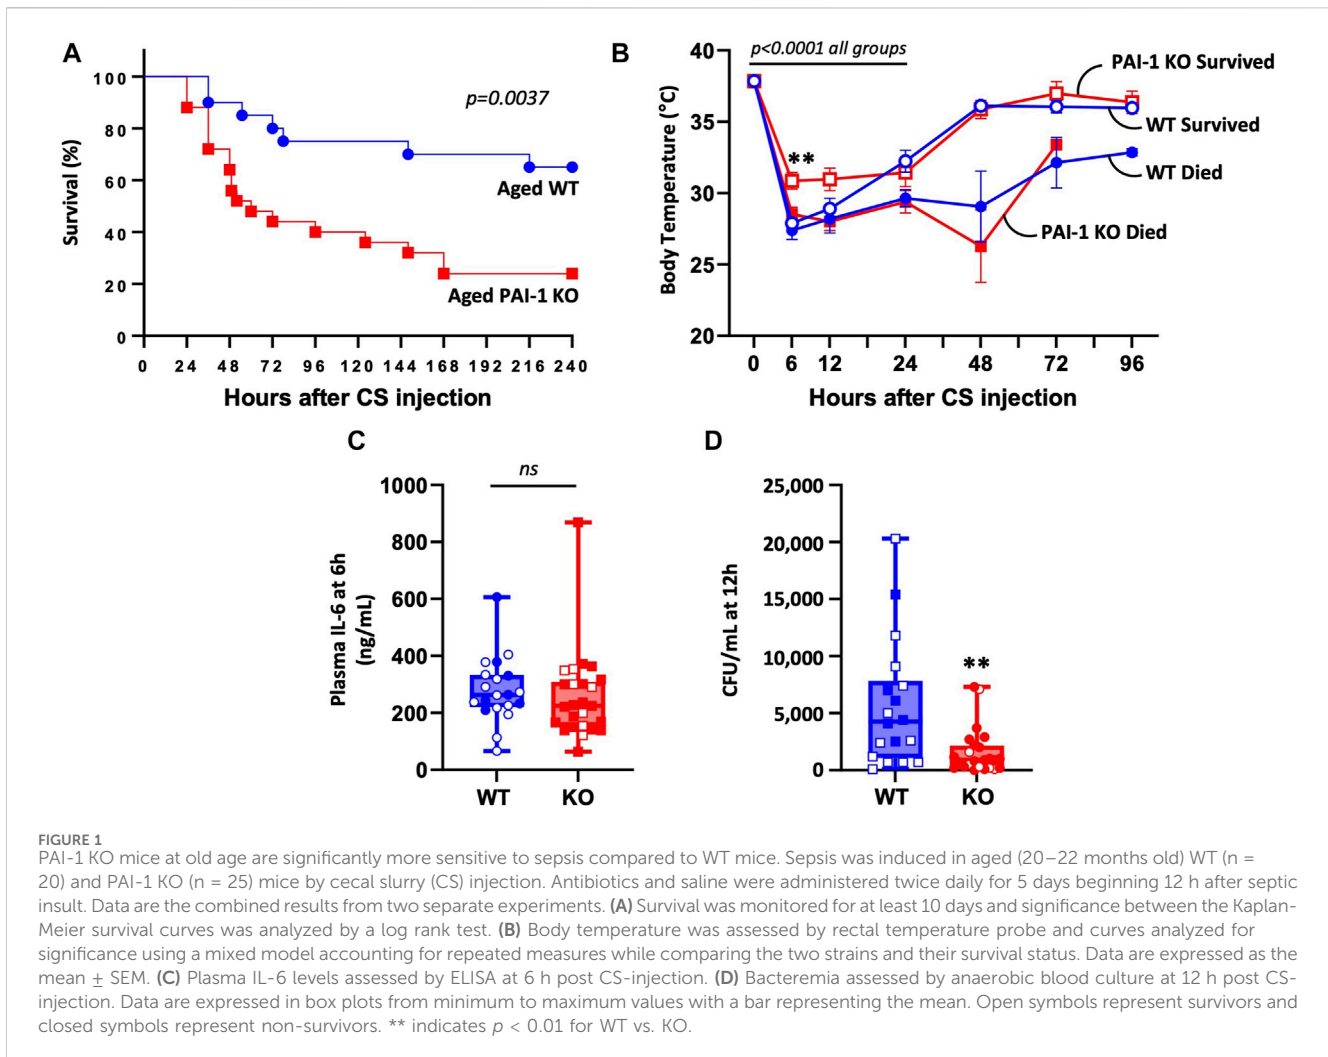 A
Survival (%)
100
80
60
40
20
0
p=0.0037
Aged WT
Aged PAI-1 KO
0 24 48 72 96 120 144 168 192 216 240
Hours after CS injection
B
Body Temperature (°C)
40
35
30
25
20
p<0.0001 all groups
**
PAI-1 KO Survived
WT Survived
WT Died
PAI-1 KO Died
0 6 12 24 48 72 96
Hours after CS injection
C
Plasma IL-6 at 6h
(ng/mL)
1000
800
600
400
200
0
ns
WT KO
D
CFU/mL at 12h
25,000
20,000
15,000
10,000
5,000
0
**
WT KO
FIGURE 1
PAI-1 KO mice at old age are significantly more sensitive to sepsis compared to WT mice. Sepsis was induced in aged (20–22 months old) WT (n =
20) and PAI-1 KO (n = 25) mice by cecal slurry (CS) injection. Antibiotics and saline were administered twice daily for 5 days beginning 12 h after septic
insult. Data are the combined results from two separate experiments. (A) Survival was monitored for at least 10 days and significance between the Kaplan-
Meier survival curves was analyzed by a log rank test. (B) Body temperature was assessed by rectal temperature probe and curves analyzed for
significance using a mixed model accounting for repeated measures while comparing the two strains and their survival status. Data are expressed as the
mean ± SEM. (C) Plasma IL-6 levels assessed by ELISA at 6 h post CS-injection. (D) Bacteremia assessed by anaerobic blood culture at 12 h post CS-
injection. Data are expressed in box plots from minimum to maximum values with a bar representing the mean. Open symbols represent survivors and
closed symbols represent non-survivors. ** indicates p < 0.01 for WT vs. KO.